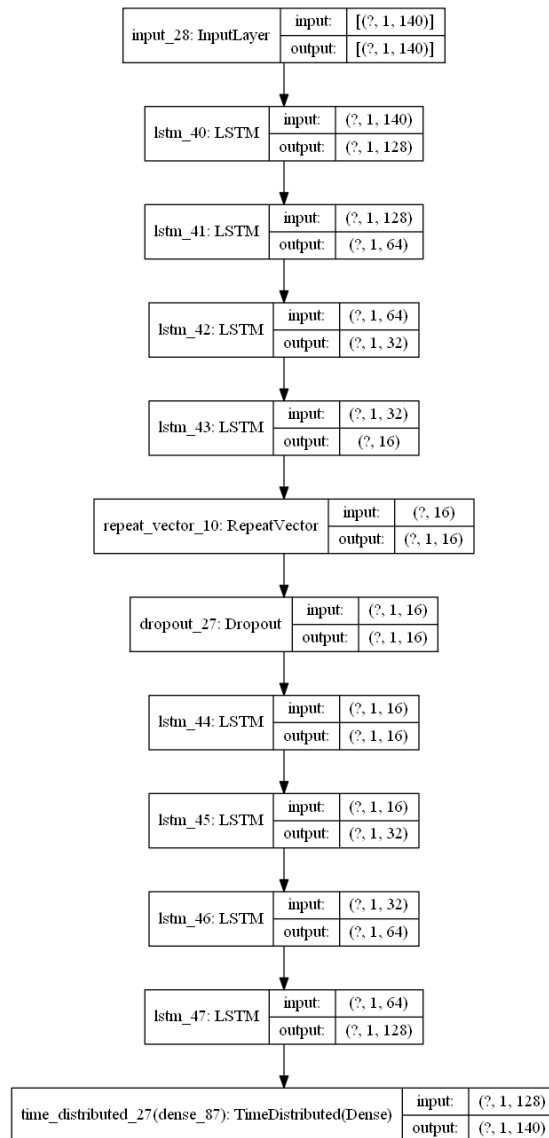 input_28: InputLayer input: [(?, 1, 140)]
output: [(?, 1, 140)]
lstm_40: LSTM input: (?, 1, 140)
output: (?, 1, 128)
lstm_41: LSTM input: (?, 1, 128)
output: (?, 1, 64)
lstm_42: LSTM input: (?, 1, 64)
output: (?, 1, 32)
lstm_43: LSTM input: (?, 1, 32)
output: (?, 16)
repeat_vector_10: RepeatVector input: (?, 16)
output: (?, 1, 16)
dropout_27: Dropout input: (?, 1, 16)
output: (?, 1, 16)
lstm_44: LSTM input: (?, 1, 16)
output: (?, 1, 16)
lstm_45: LSTM input: (?, 1, 16)
output: (?, 1, 32)
lstm_46: LSTM input: (?, 1, 32)
output: (?, 1, 64)
lstm_47: LSTM input: (?, 1, 64)
output: (?, 1, 128)
time_distributed_27(dense_87): TimeDistributed(Dense) input: (?, 1, 128)
output: (?, 1, 140)